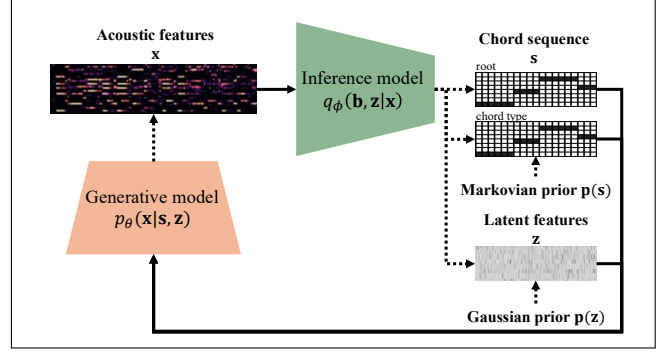 Acoustic features
x
Inference model
qϕ(b, z|x)
Chord sequence
s
root
chord type
Markovian prior p(s)
Generative model
pθ(x|s, z)
Latent features
z
Gaussian prior p(z)